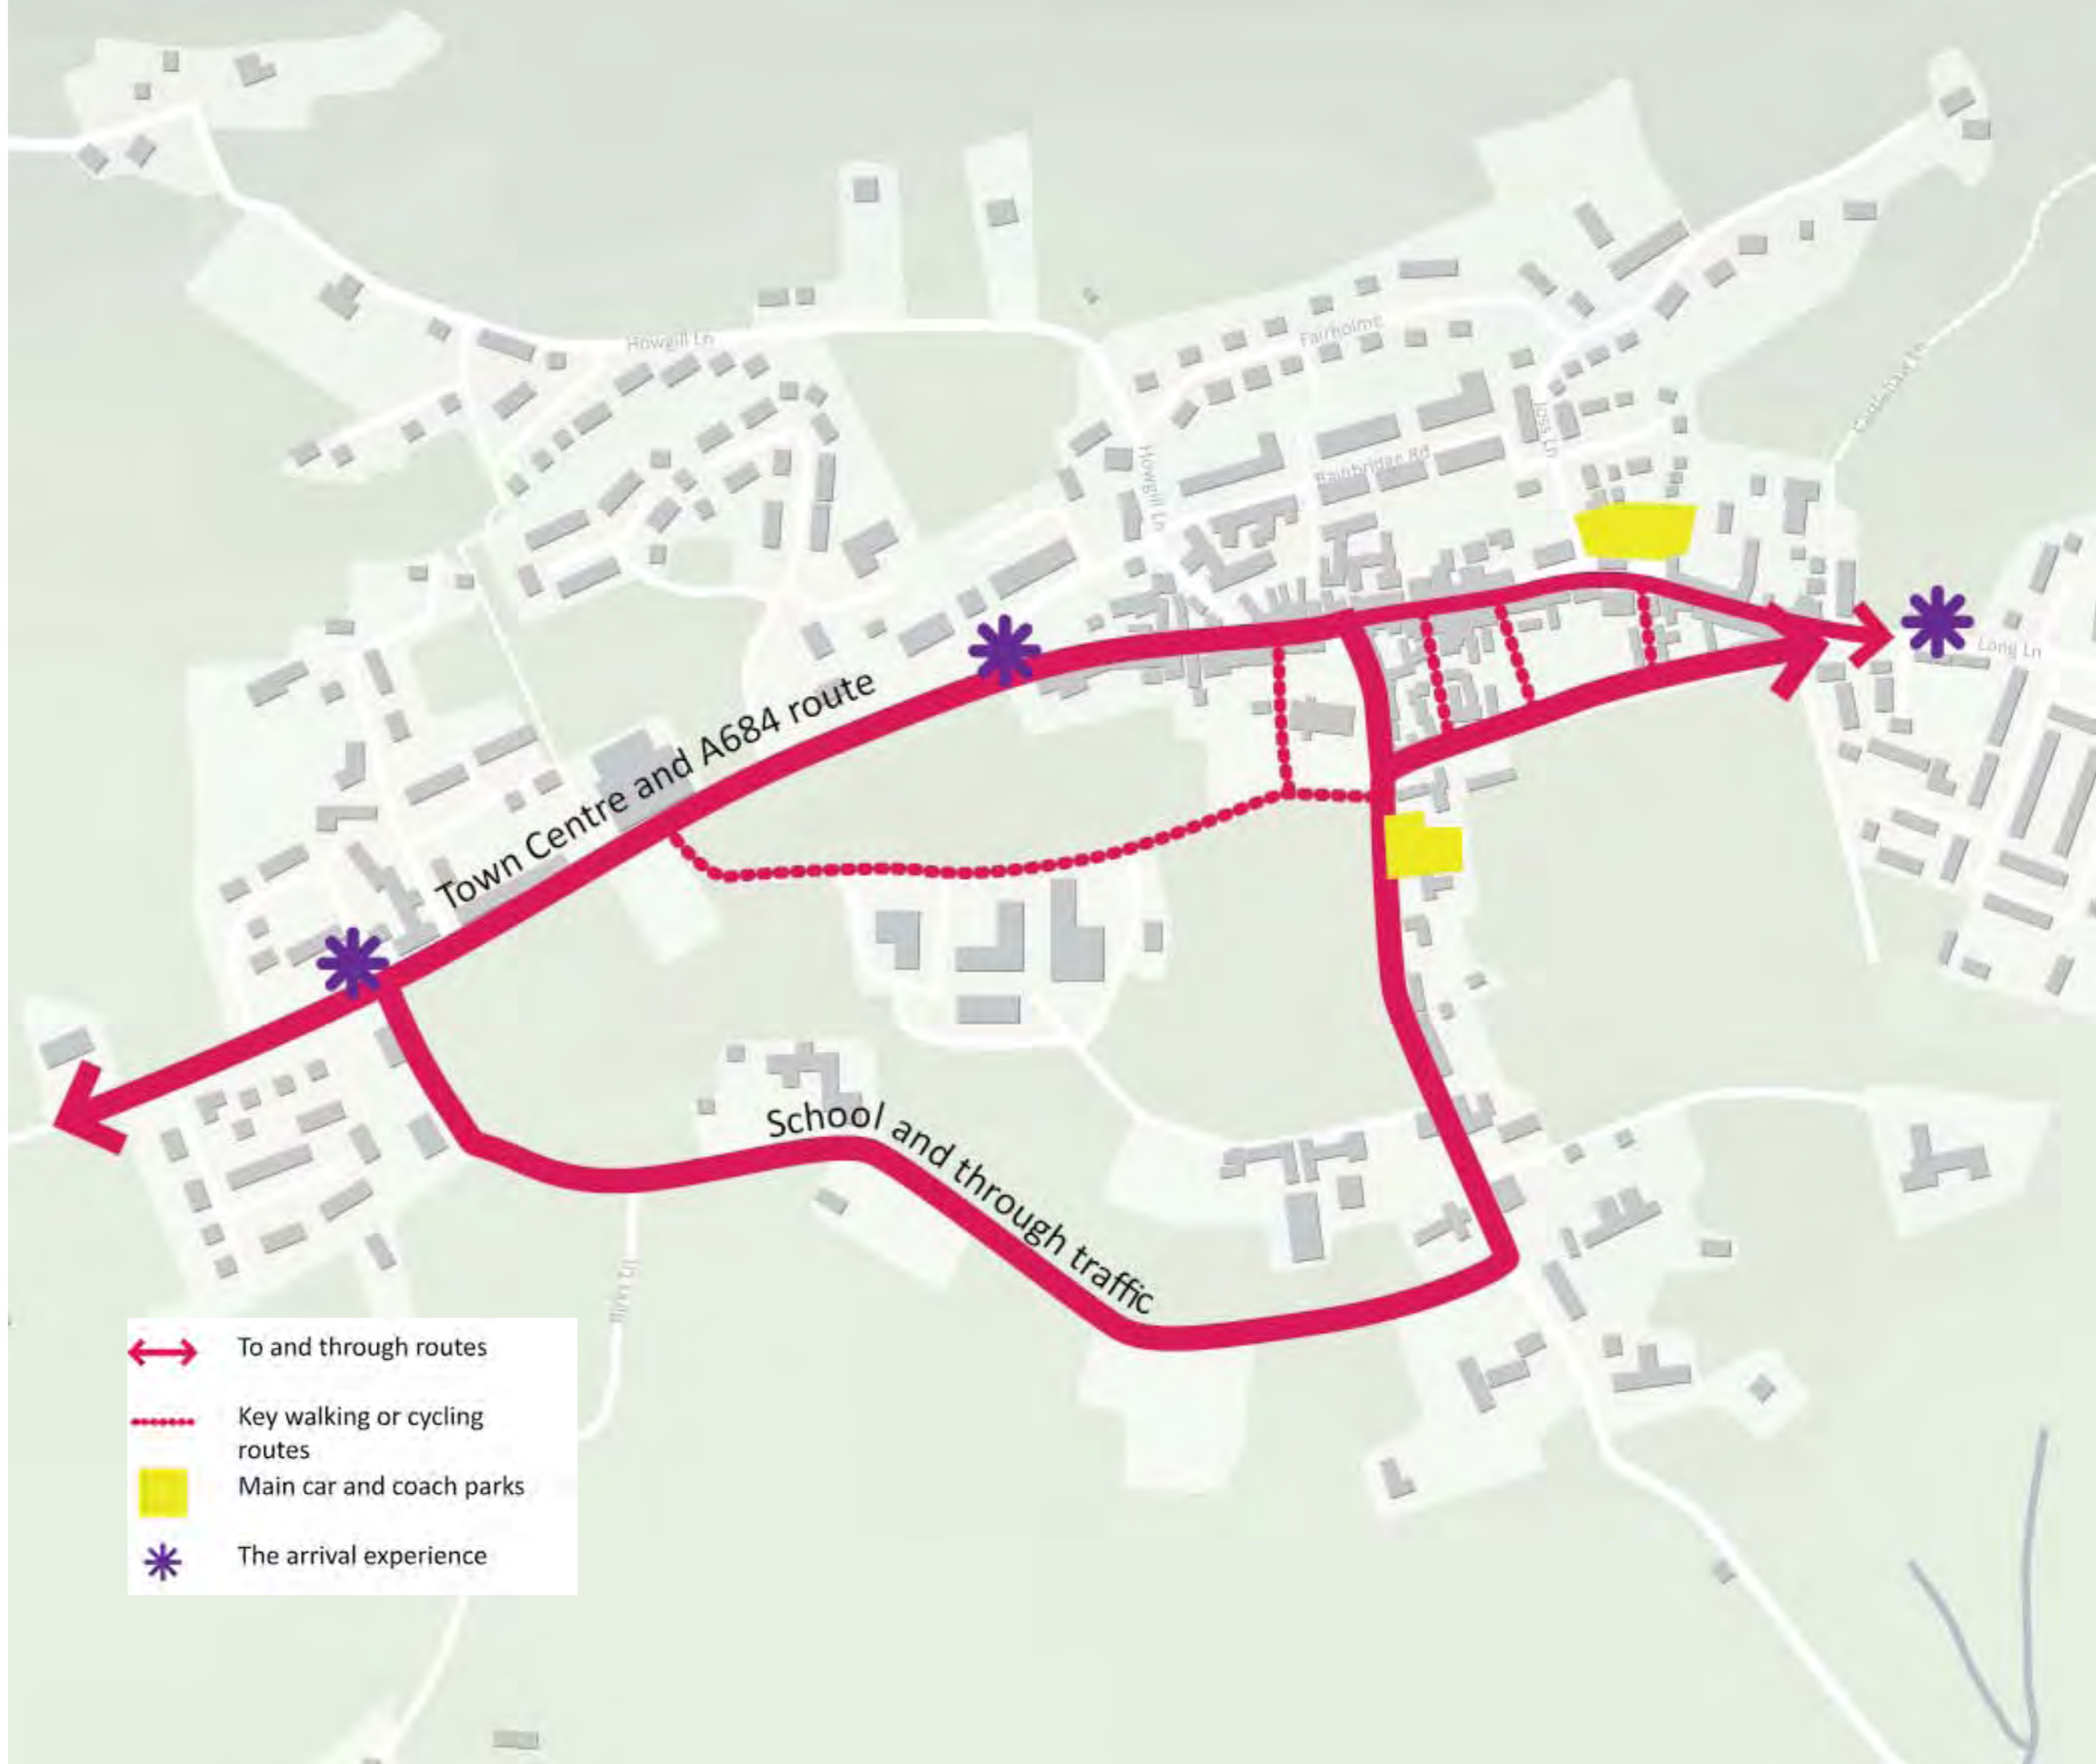 Howgill Ln
Fairholme
Joss Ln
Howgill Ln
Bainbridge Rd
Long Ln
Town Centre and A684 route
School and through traffic
To and through routes
Key walking or cycling
routes
Main car and coach parks
The arrival experience